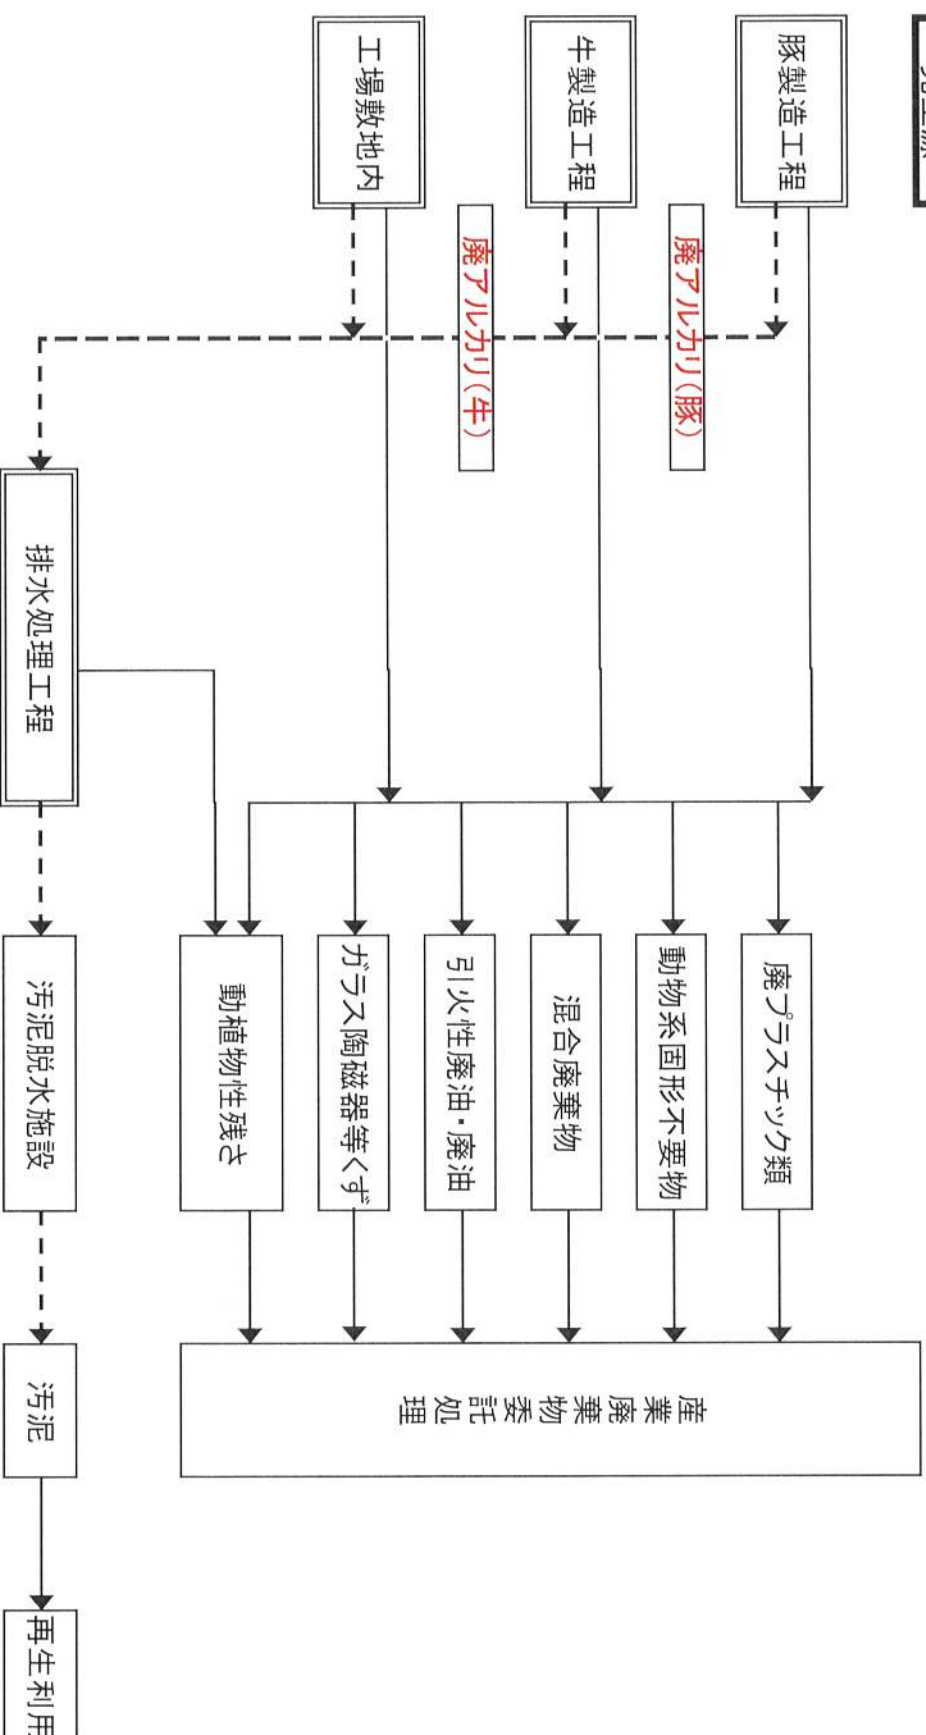 豚製造工程
牛製造工程
工場敷地内
廃アルカリ（豚）
廃アルカリ（牛）
排水処理工程
廃プラスチック類
動物系固形不要物
混合廃棄物
引火性廃油・廃油
ガラス陶磁器等くず
動植物性残さ
汚泥脱水施設
産業廃棄物委託処理
汚泥
再生利用